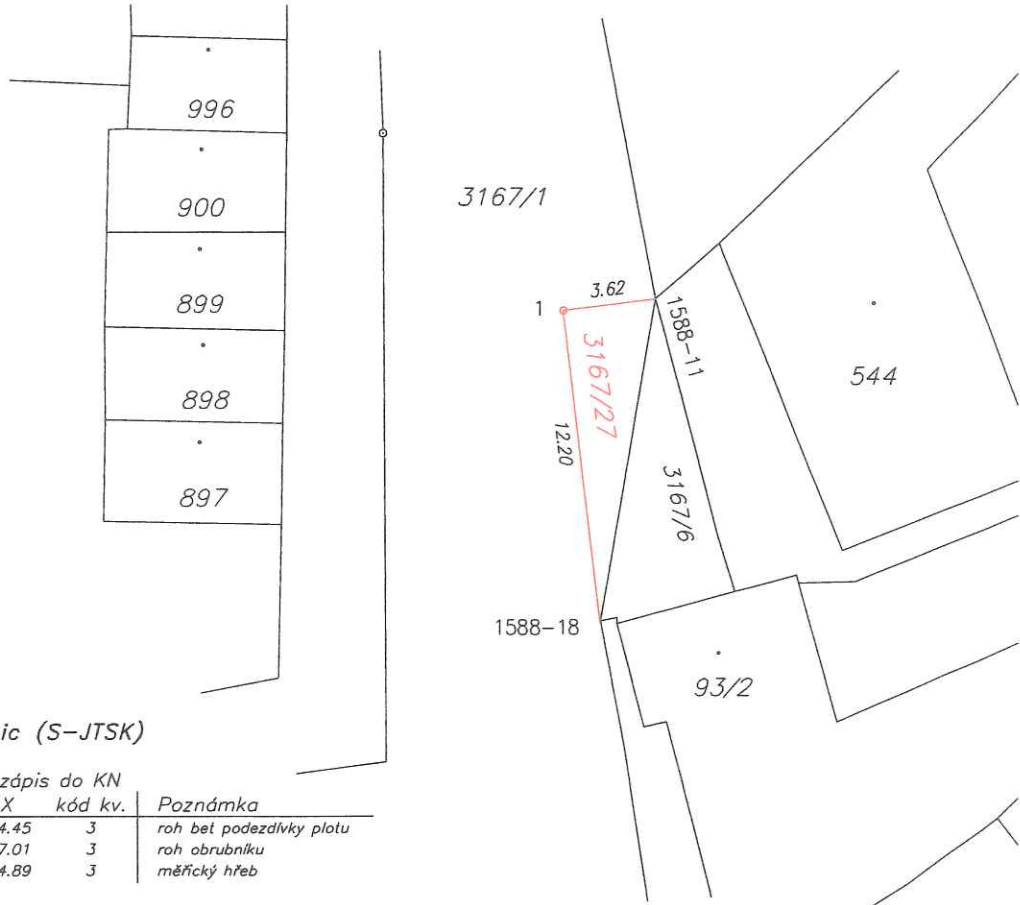 996
900
899
898
897
3167/1
3.62
1
1588-11
3167/27
12.20
3167/6
544
1588-18
93/2
ic (S-JTSK)
zápis do KN
X kód kv. Poznámka
4.45 3 roh bet podezdívky plotu
7.01 3 roh obrubníku
4.89 3 měřický hřeb